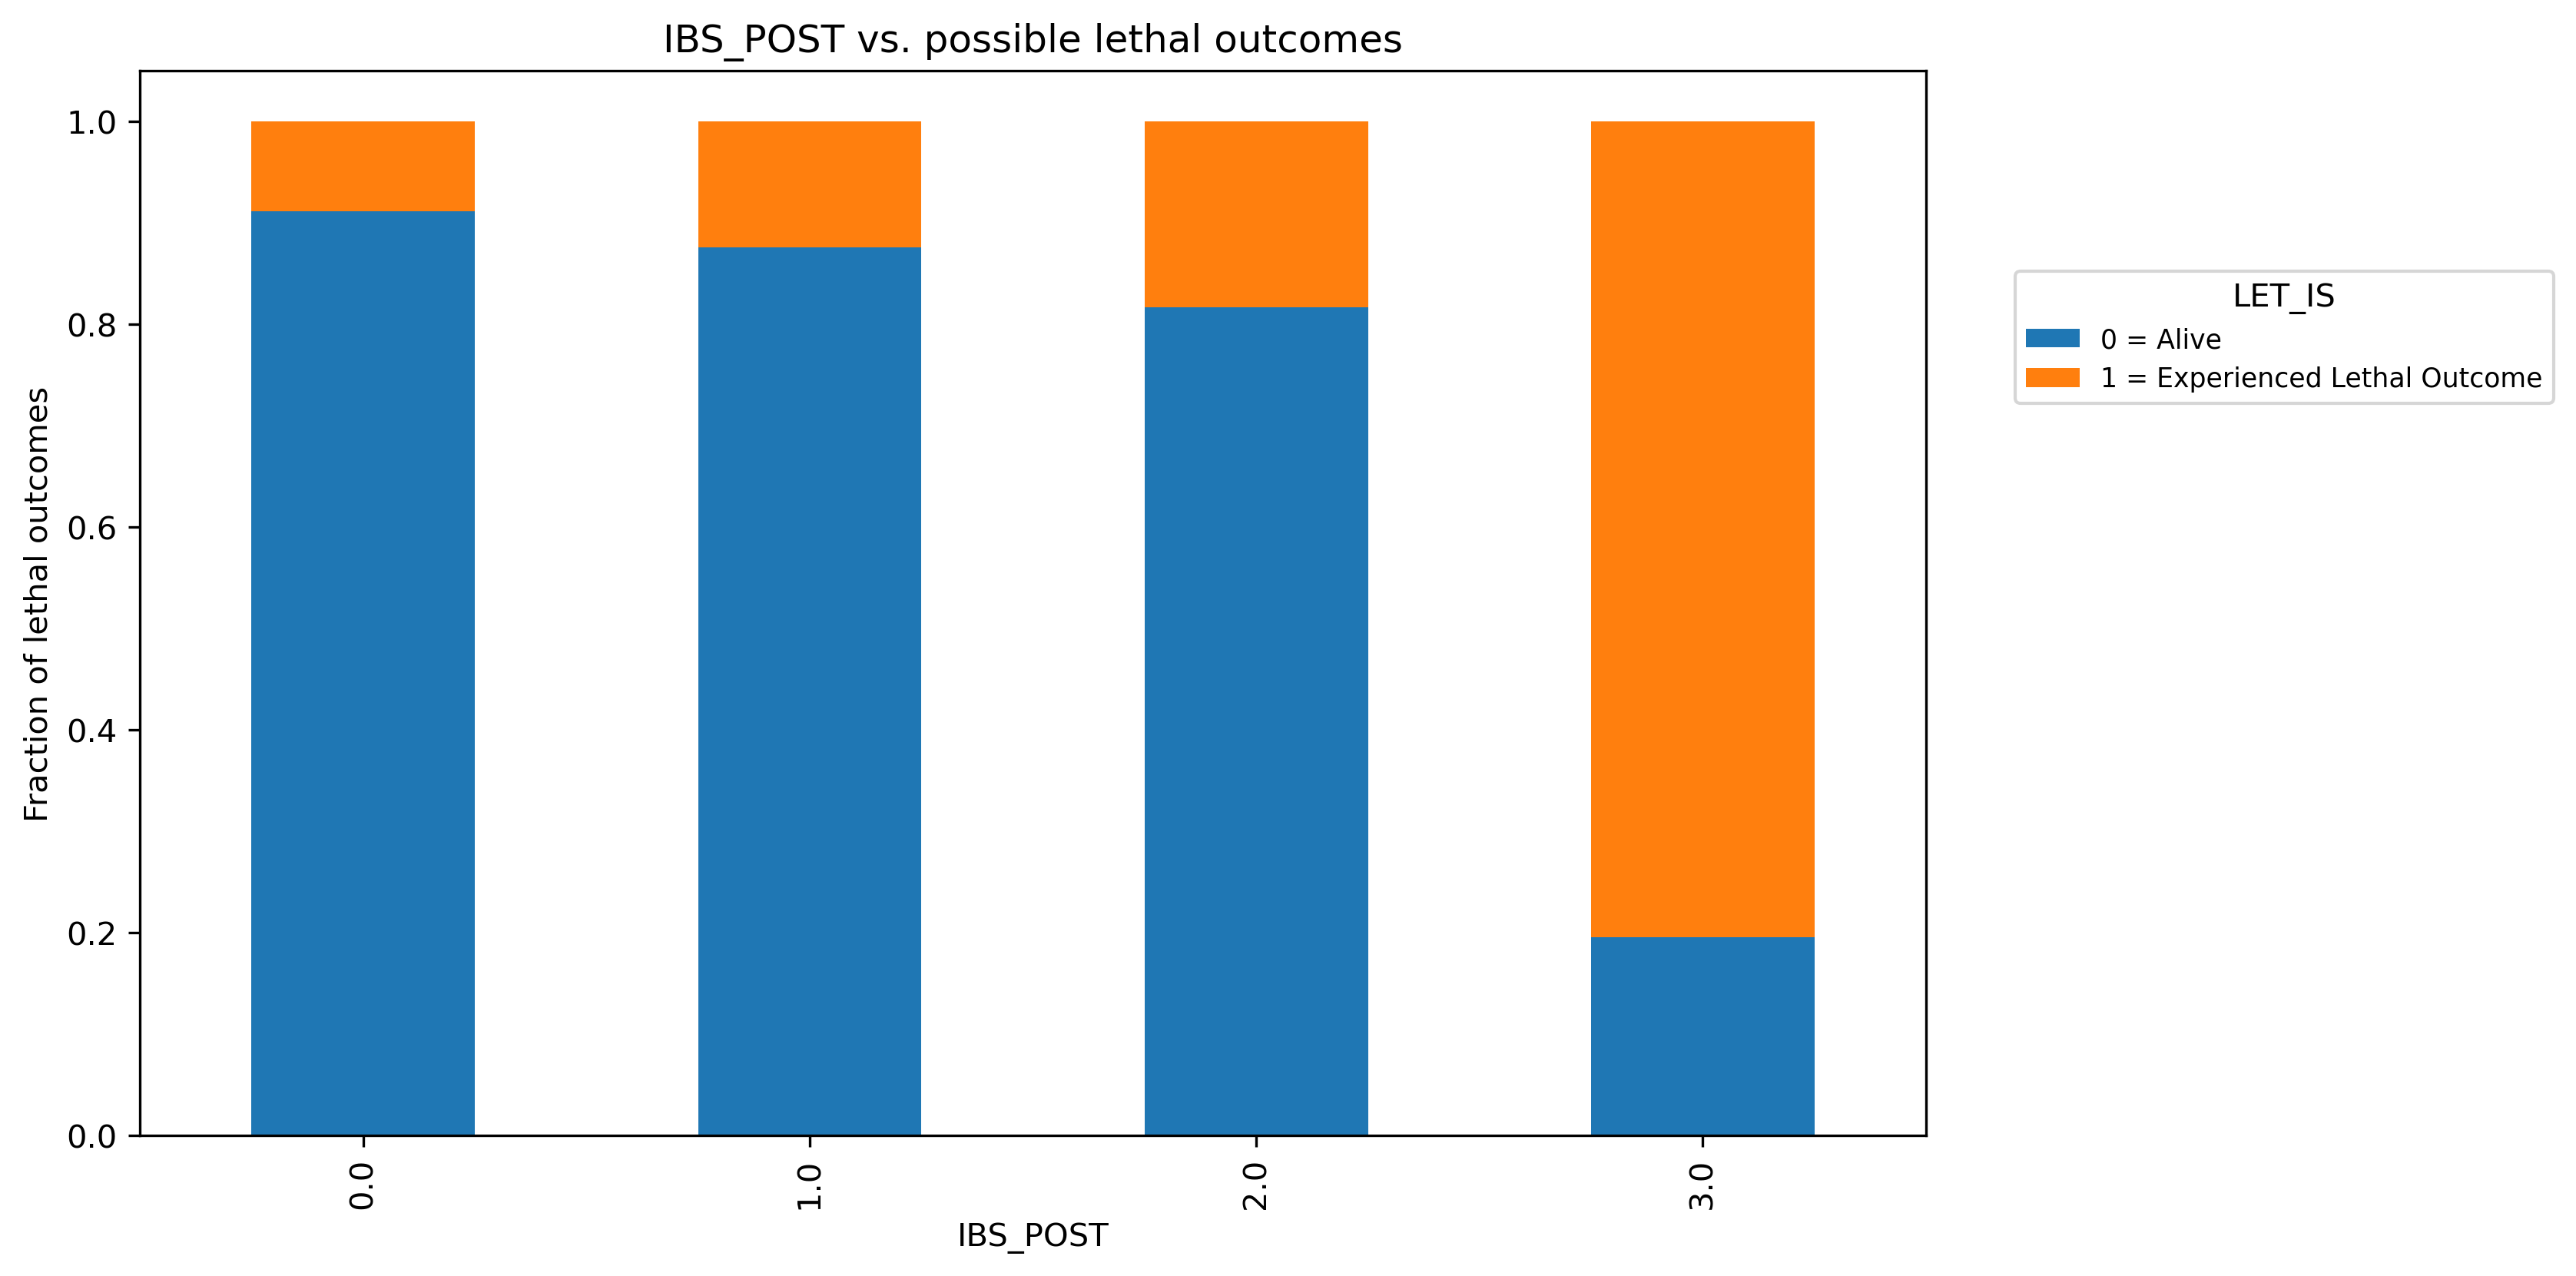 IBS_POST vs. possible lethal outcomes
Fraction of lethal outcomes
1.0
0.8
0.6
0.4
0.2
0.0
0.0
1.0
2.0
3.0
IBS_POST
LET_IS
0 = Alive
1 = Experienced Lethal Outcome